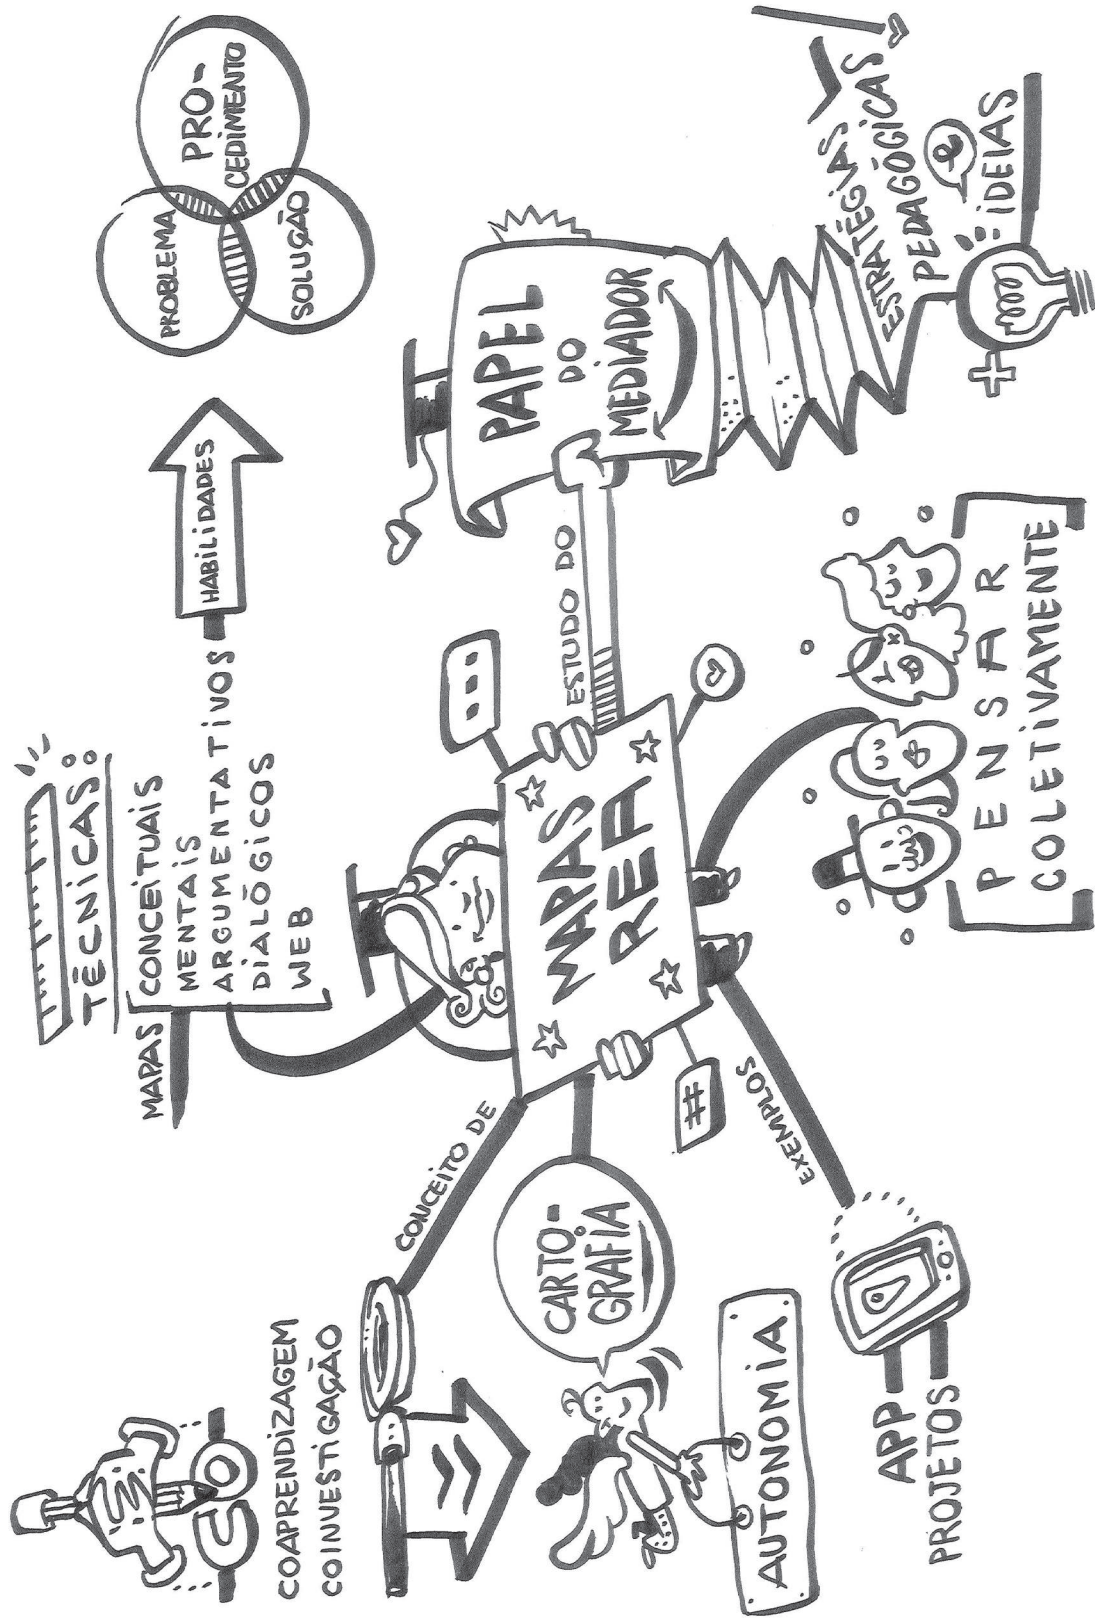 CO
COAPRENDIZAGEM
COINVESTIGAÇÃO
TÉCNICAS:
MAPAS
CONCEITUAIS
MENTAIS
ARGUMENTATIVOS
DIALÓGICOS
WEB
HABILIDADES
PROBLEMA
PRO-
CEDIMENTO
SOLUÇÃO
CONCEITO DE
MAPAS
REA
#
ESTUDO DO
PAPEL
DO
MEDIADOR
CARTO-
GRAFIA
AUTONOMIA
EXEMPLOS
APP
PROJETOS
PENSAR
COLETIVAMENTE
ESTRATÉGIAS
PEDAGÓGICAS
&
+
IDEIAS